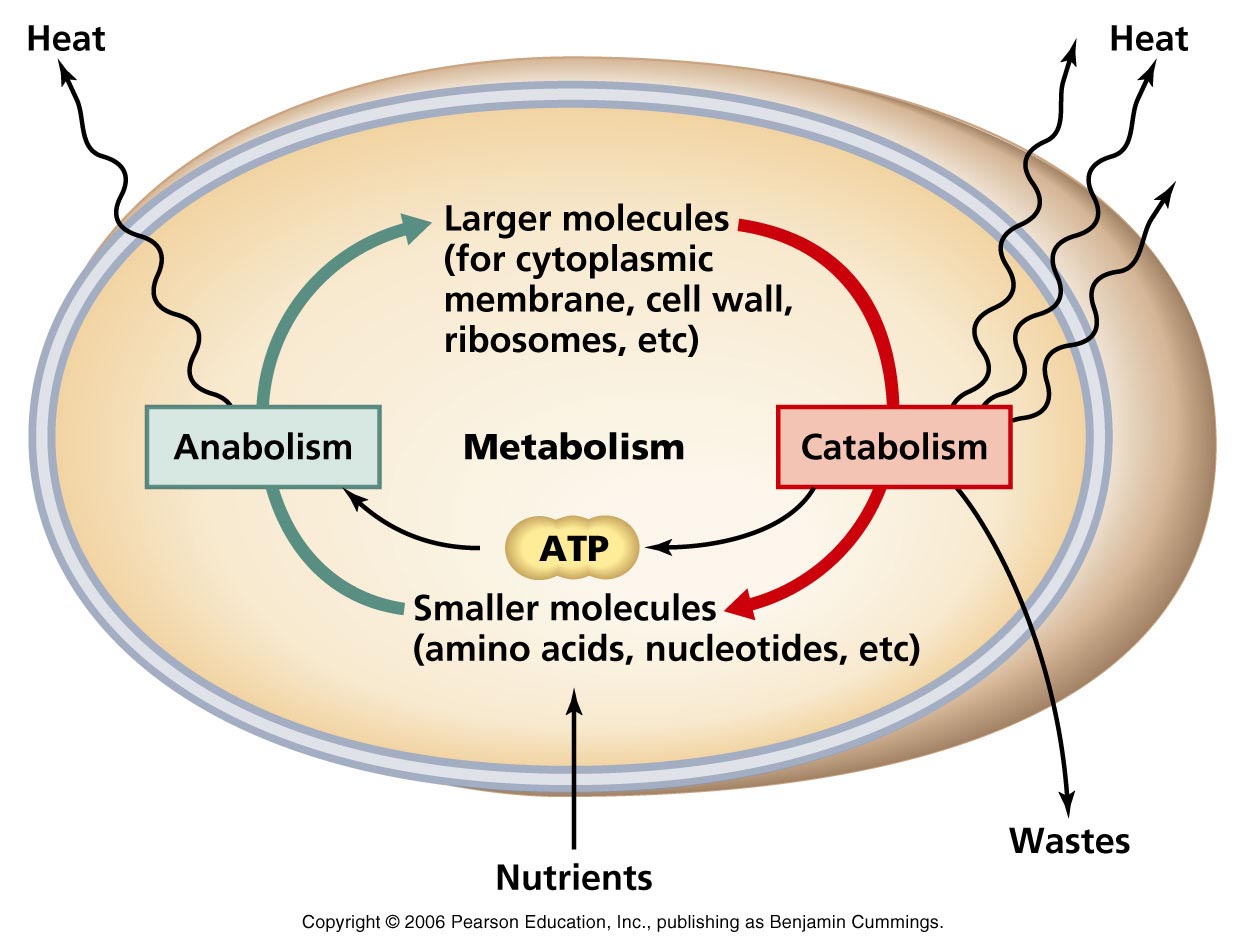 Heat
Heat
Larger molecules
(for cytoplasmic
membrane, cell wall,
ribosomes, etc)
Anabolism
Metabolism
Catabolism
ATP
Smaller molecules
(amino acids, nucleotides, etc)
Wastes
Nutrients
Copyright © 2006 Pearson Education, Inc., publishing as Benjamin Cummings.